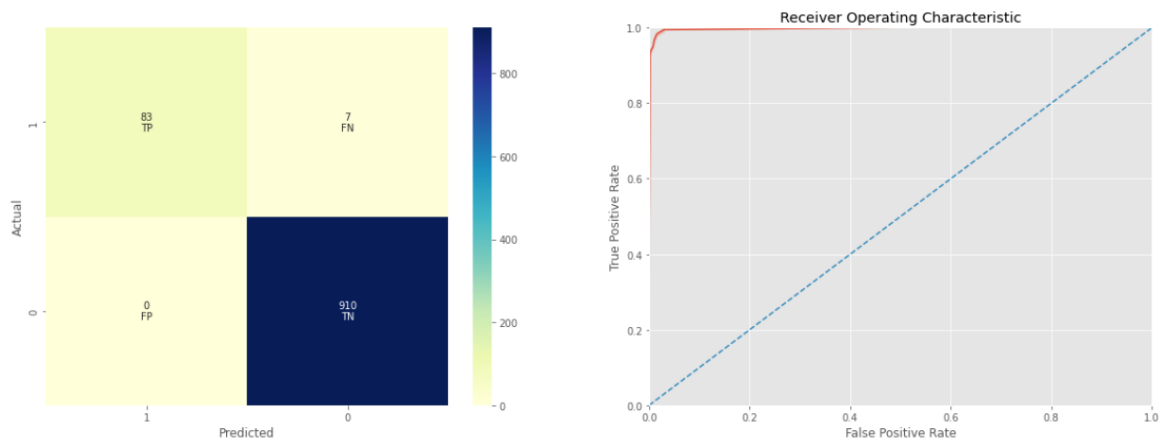 83
TP
7
FN
0
FP
910
TN
1
0
Actual
1
0
Predicted
800
600
400
200
0
Receiver Operating Characteristic
1.0
0.8
0.6
0.4
0.2
0.0
True Positive Rate
0.0
0.2
0.4
0.6
0.8
1.0
False Positive Rate